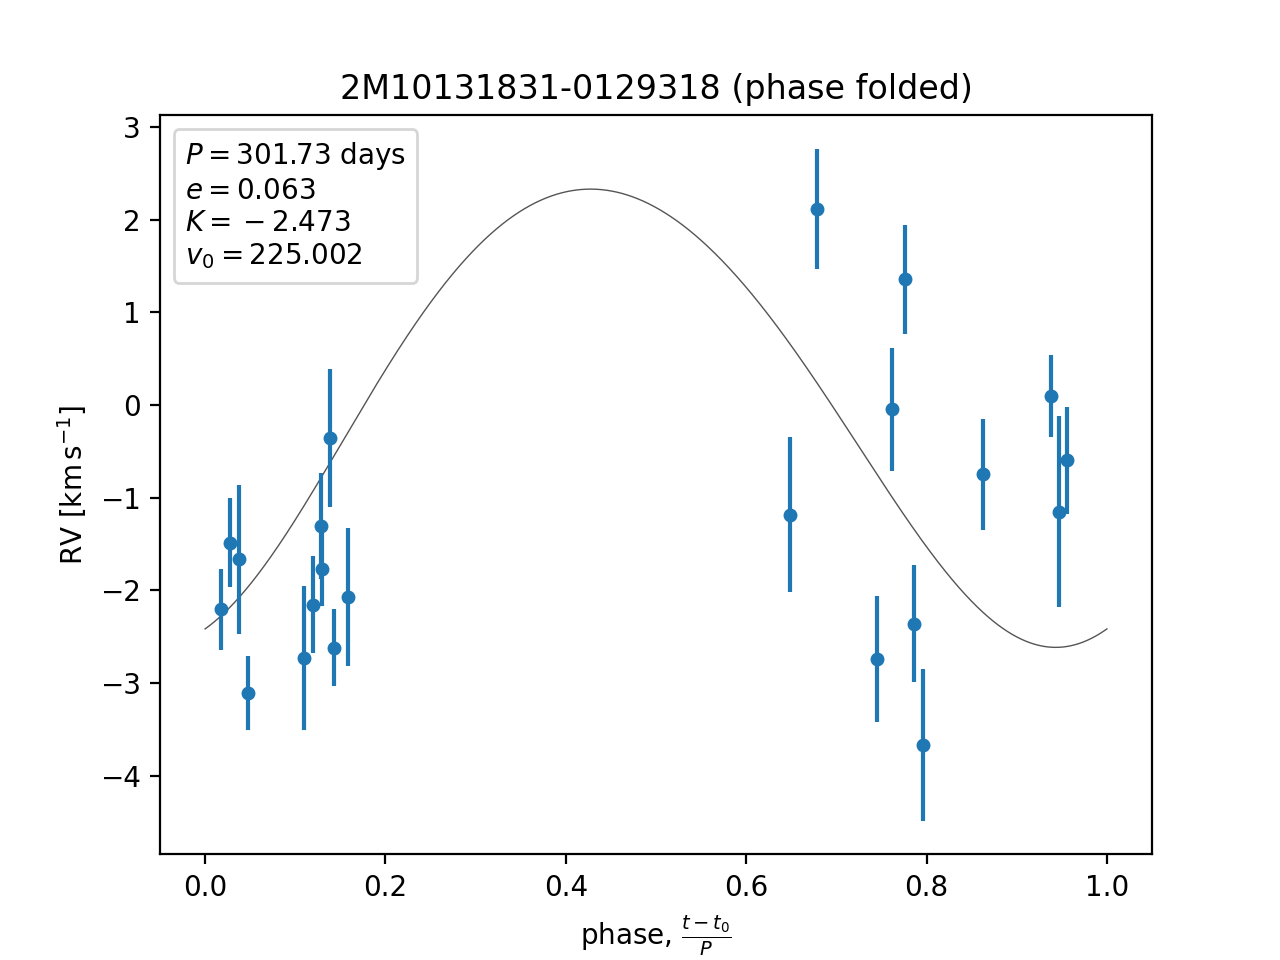 2M10131831-0129318 (phase folded)
P = 301.73 days
e = 0.063
K = −2.473
v₀ = 225.002
3
2
1
0
−1
−2
−3
−4
RV [km s⁻¹]
0.0 0.2 0.4 0.6 0.8 1.0
phase, (t − t₀)/P